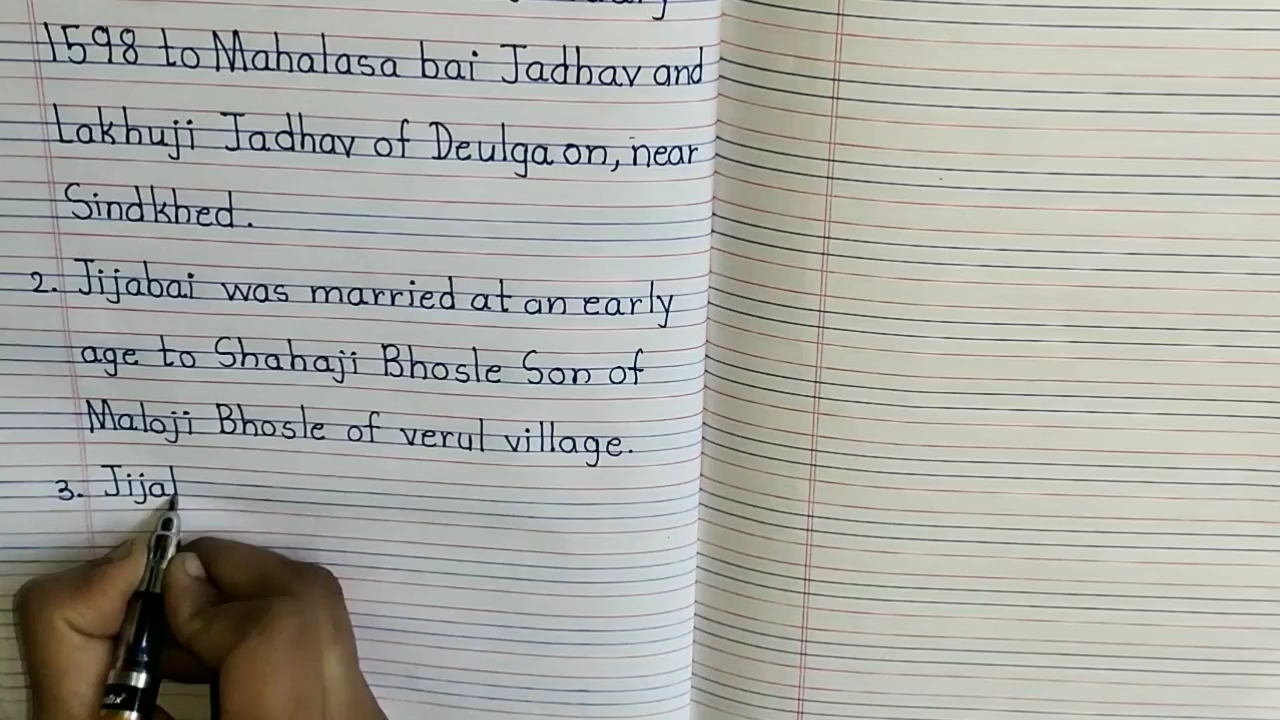 1598 to Mahalasa bai Jadhav and
Lakhuji Jadhav of Deulgaon, near
Sindkhed.
2. Jijabai was married at an early
age to Shahaji Bhosle Son of
Maloji Bhosle of verul village.
3. Jija